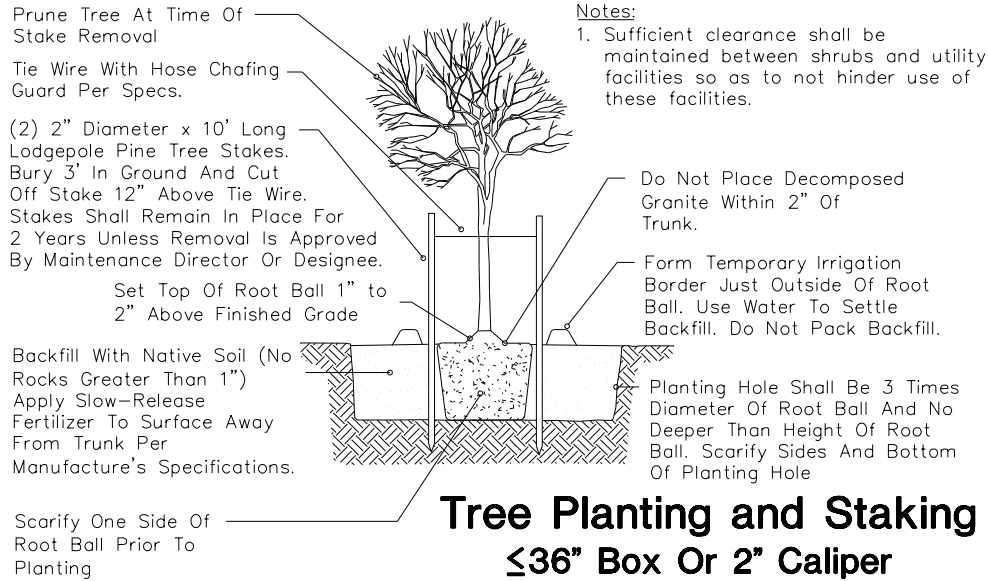 Prune Tree At Time Of
Stake Removal
Tie Wire With Hose Chafing
Guard Per Specs.
(2) 2” Diameter x 10’ Long
Lodgepole Pine Tree Stakes.
Bury 3’ In Ground And Cut
Off Stake 12” Above Tie Wire.
Stakes Shall Remain In Place For
2 Years Unless Removal Is Approved
By Maintenance Director Or Designee.
Set Top Of Root Ball 1” to
2” Above Finished Grade
Backfill With Native Soil (No
Rocks Greater Than 1”)
Apply Slow-Release
Fertilizer To Surface Away
From Trunk Per
Manufacture’s Specifications.
Scarify One Side Of
Root Ball Prior To
Planting
Notes:
1. Sufficient clearance shall be
maintained between shrubs and utility
facilities so as to not hinder use of
these facilities.
Do Not Place Decomposed
Granite Within 2” Of
Trunk.
Form Temporary Irrigation
Border Just Outside Of Root
Ball. Use Water To Settle
Backfill. Do Not Pack Backfill.
Planting Hole Shall Be 3 Times
Diameter Of Root Ball And No
Deeper Than Height Of Root
Ball. Scarify Sides And Bottom
Of Planting Hole
Tree Planting and Staking
≤36” Box Or 2” Caliper